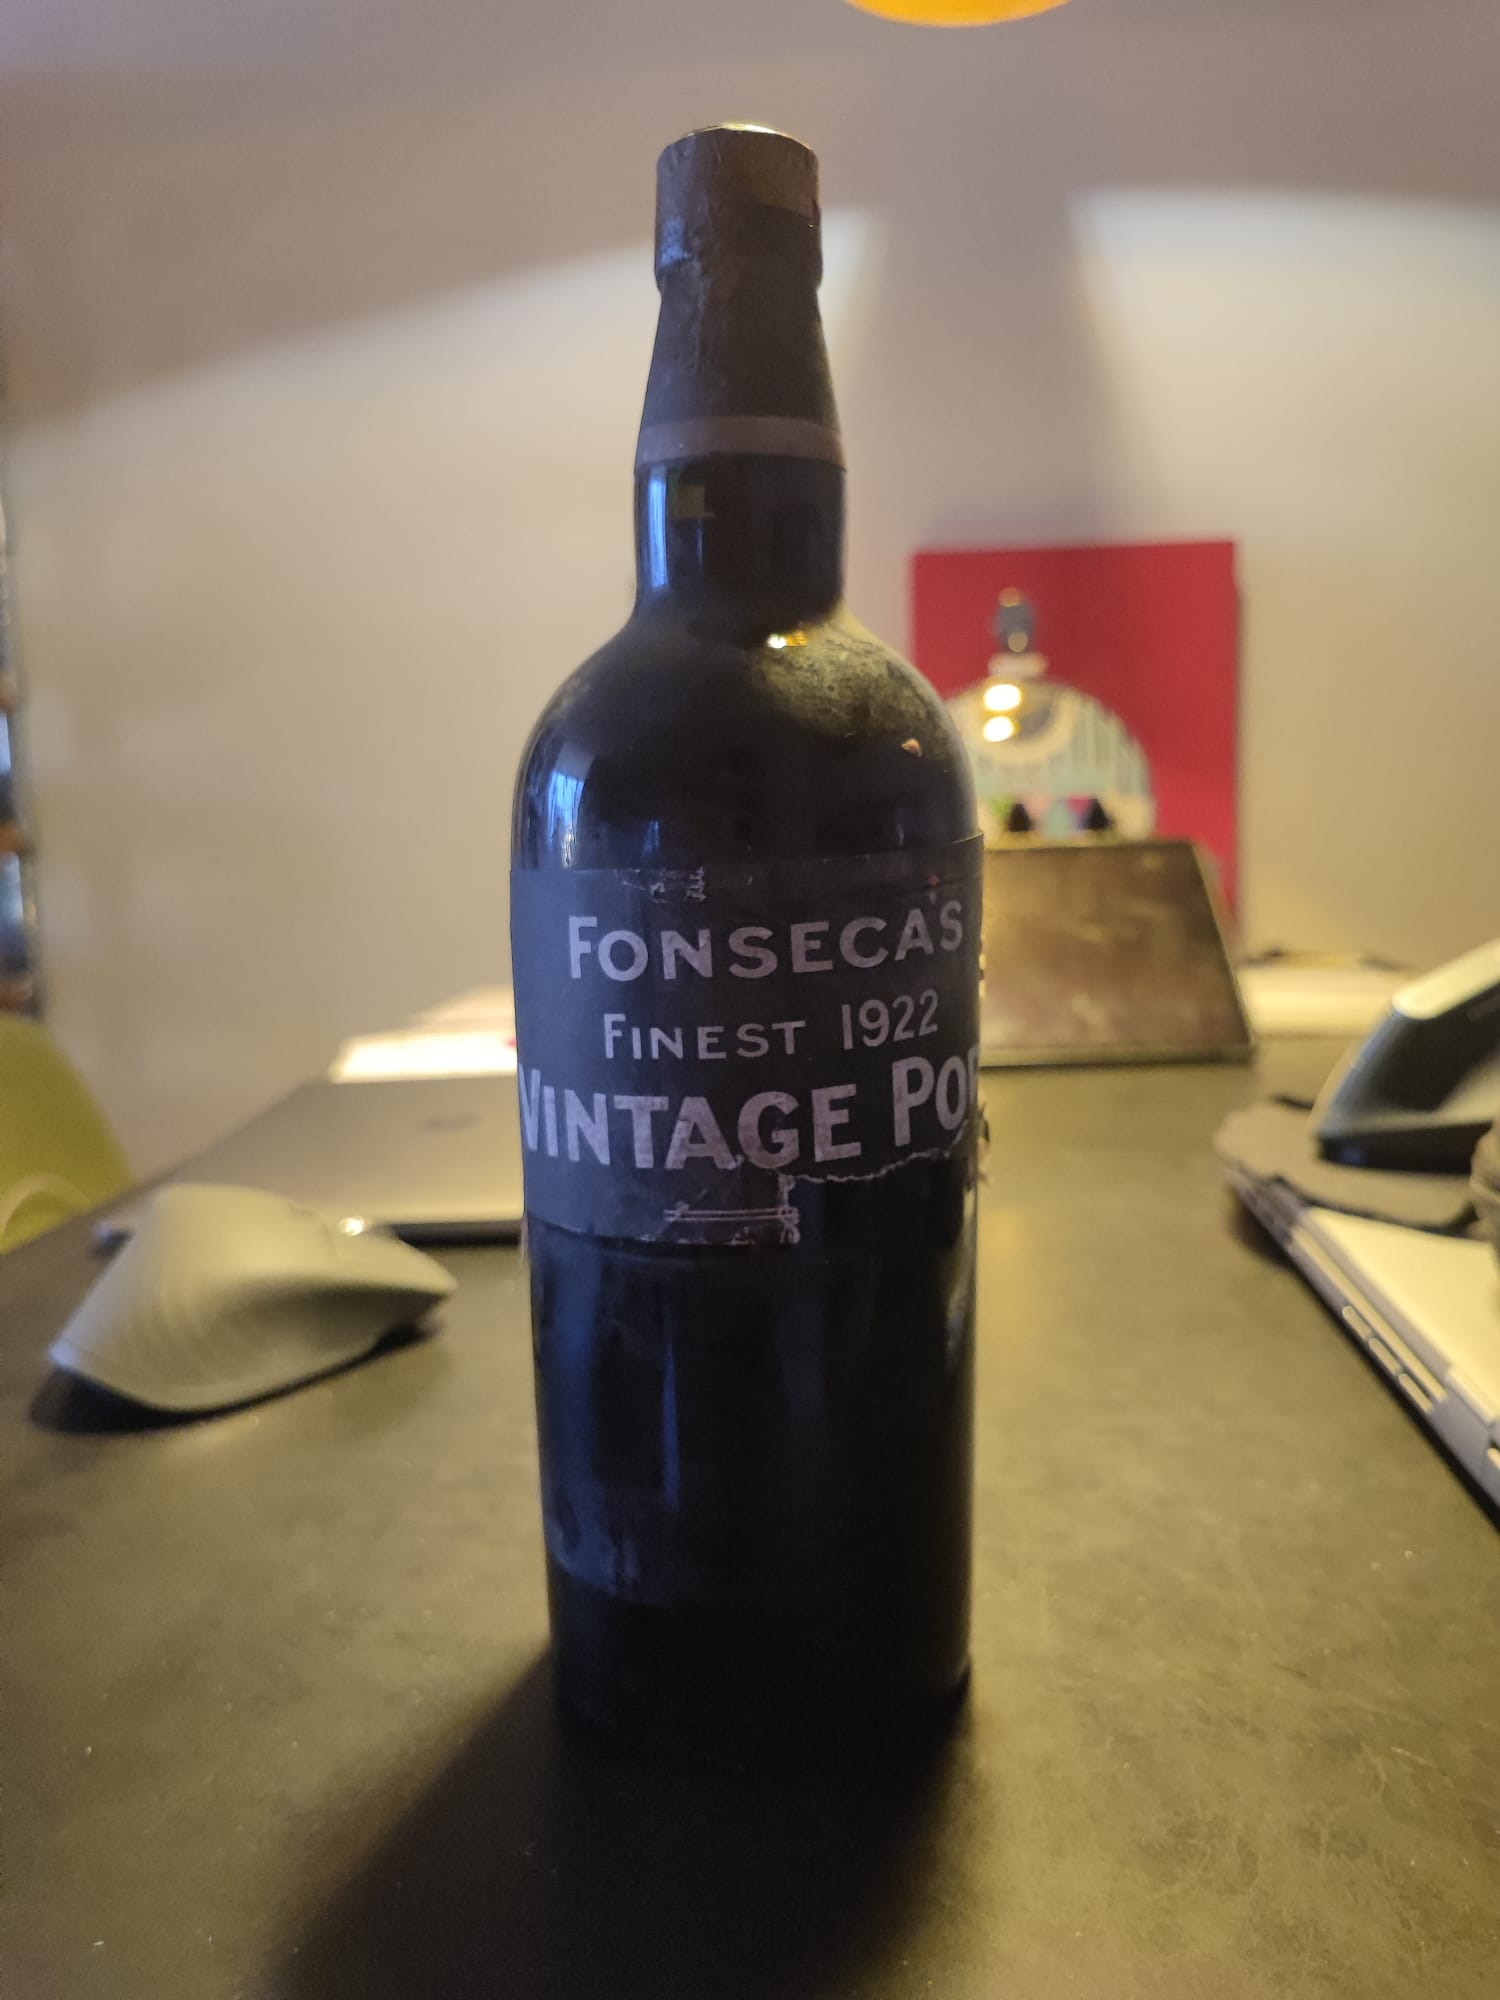 FONSECA'S
FINEST 1922
VINTAGE PO